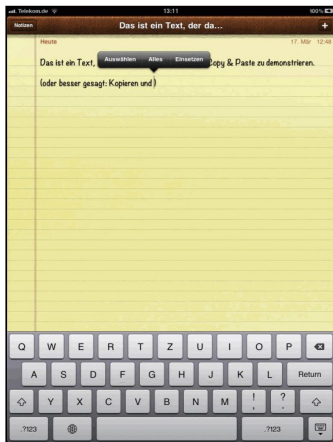 Telekom.de 13:11 100%
Notizen Das ist ein Text, der da... +
Heute 17. Mär 12:46
Auswählen Alles Einsetzen
Das ist ein Text, Copy & Paste zu demonstrieren.
(oder besser gesagt: Kopieren und )
Q W E R T Z U I O P
A S D F G H J K L Return
Y X C V B N M ! , ? .
.?123 .?123